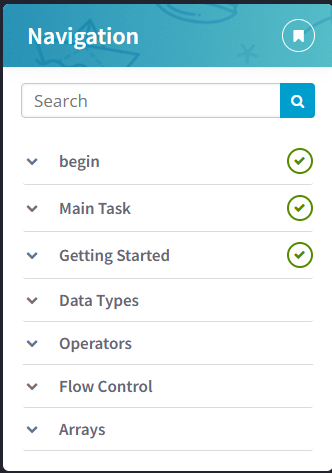 Navigation
Search
begin
Main Task
Getting Started
Data Types
Operators
Flow Control
Arrays